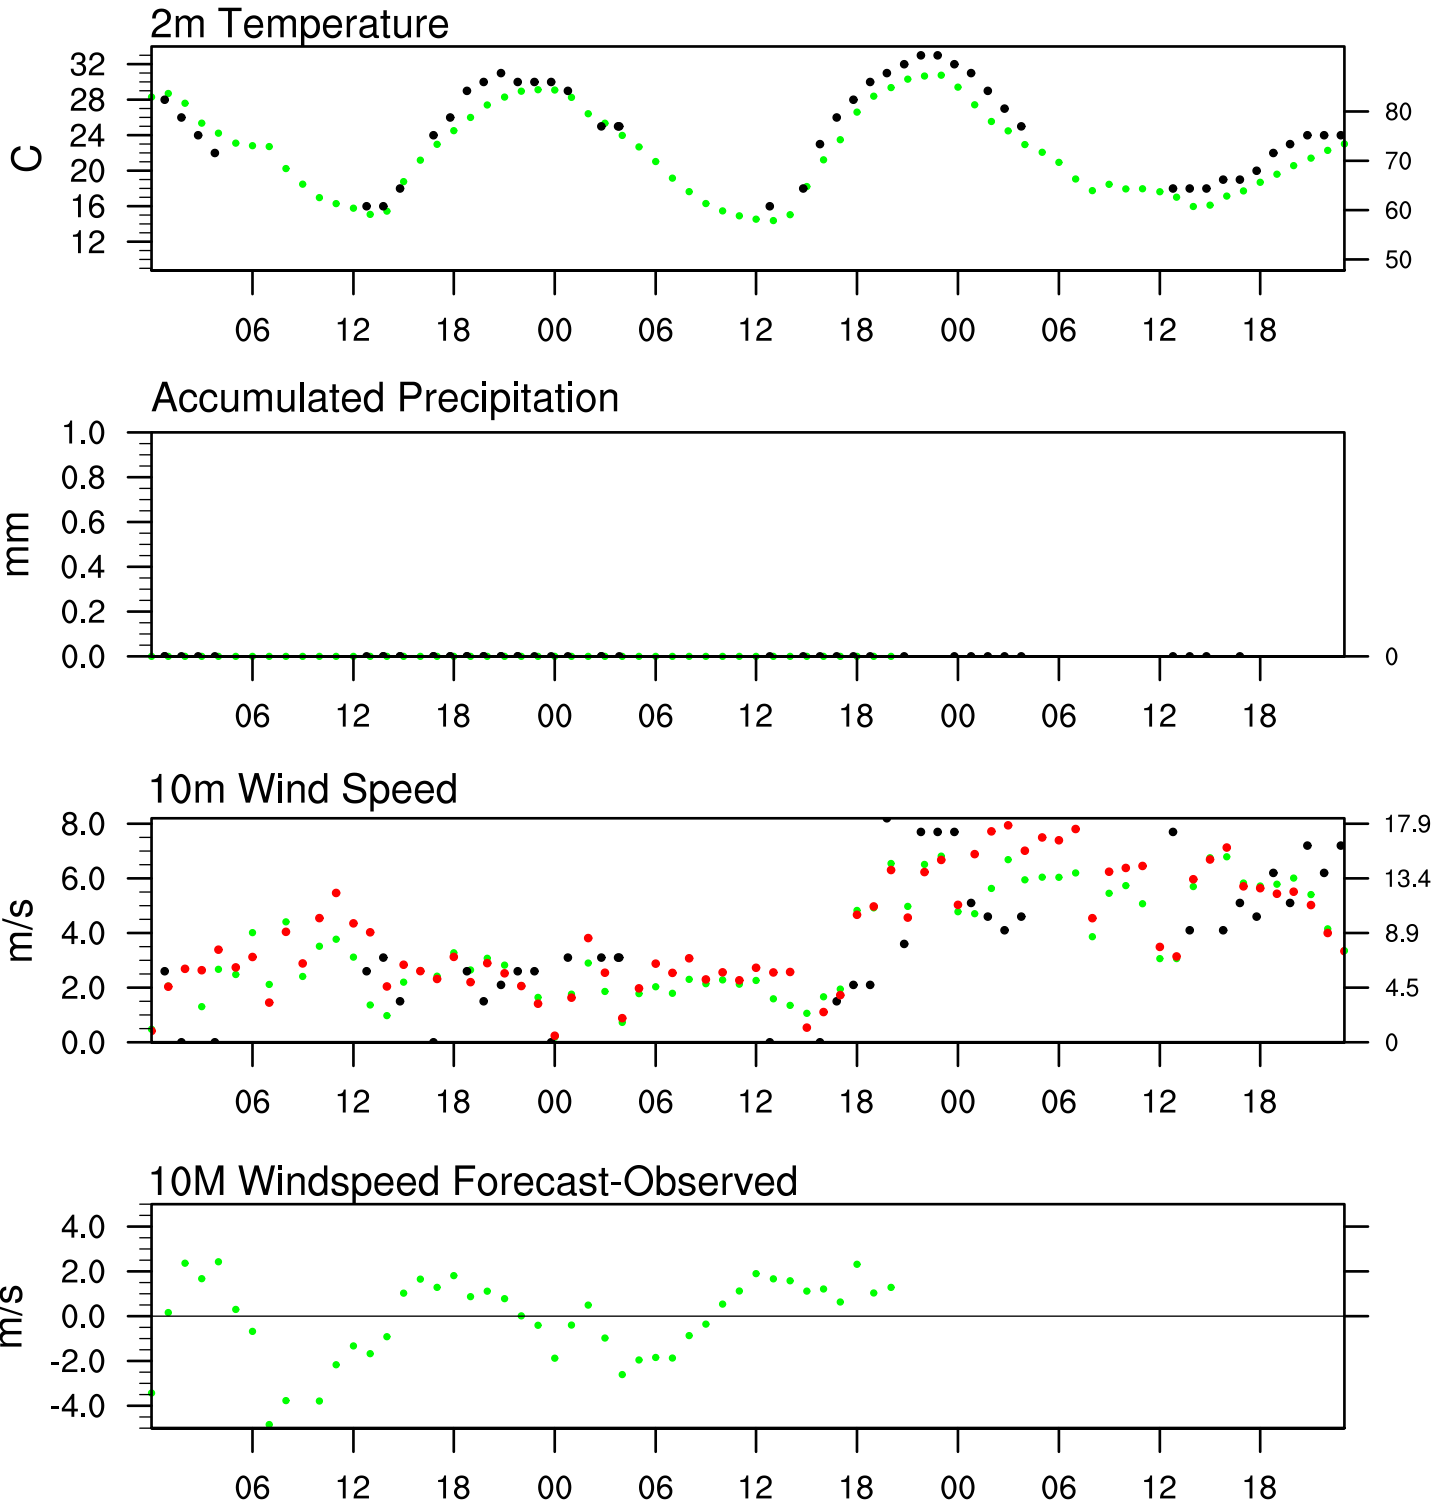 2m Temperature
32
28
24
20
16
12
C
80
70
60
50
06 12 18 00 06 12 18 00 06 12 18
Accumulated Precipitation
1.0
0.8
0.6
0.4
0.2
0.0
mm
0
06 12 18 00 06 12 18 00 06 12 18
10m Wind Speed
8.0
6.0
4.0
2.0
0.0
m/s
17.9
13.4
8.9
4.5
0
06 12 18 00 06 12 18 00 06 12 18
10M Windspeed Forecast-Observed
4.0
2.0
0.0
-2.0
-4.0
m/s
06 12 18 00 06 12 18 00 06 12 18